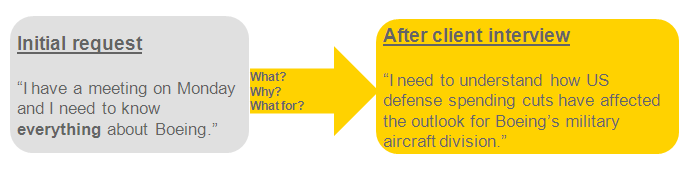 Initial request
“I have a meeting on Monday
and I need to know
everything about Boeing.”
What?
Why?
What for?
After client interview
“I need to understand how US
defense spending cuts have affected
the outlook for Boeing’s military
aircraft division.”